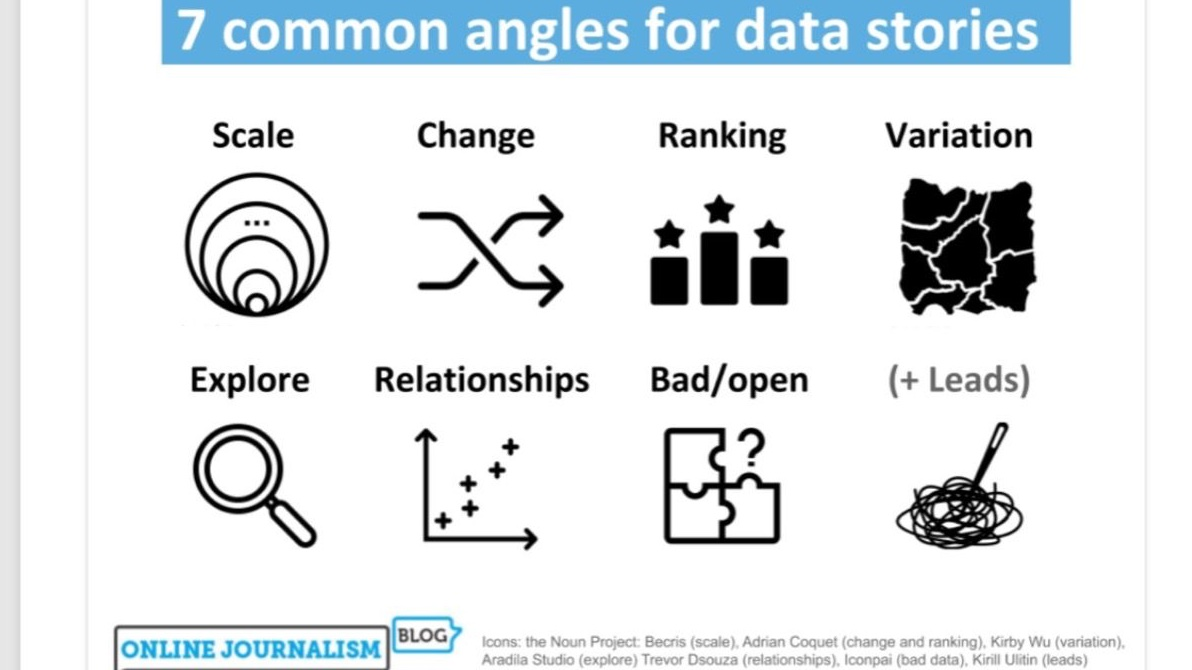 7 common angles for data stories
Scale Change Ranking Variation
...
Explore Relationships Bad/open (+ Leads)
?
ONLINE JOURNALISM BLOG
Icons: the Noun Project: Becris (scale), Adrian Coquet (change and ranking), Kirby Wu (variation),
Aradila Studio (explore) Trevor Dsouza (relationships), Iconpai (bad data), Kirill Ulitin (leads)